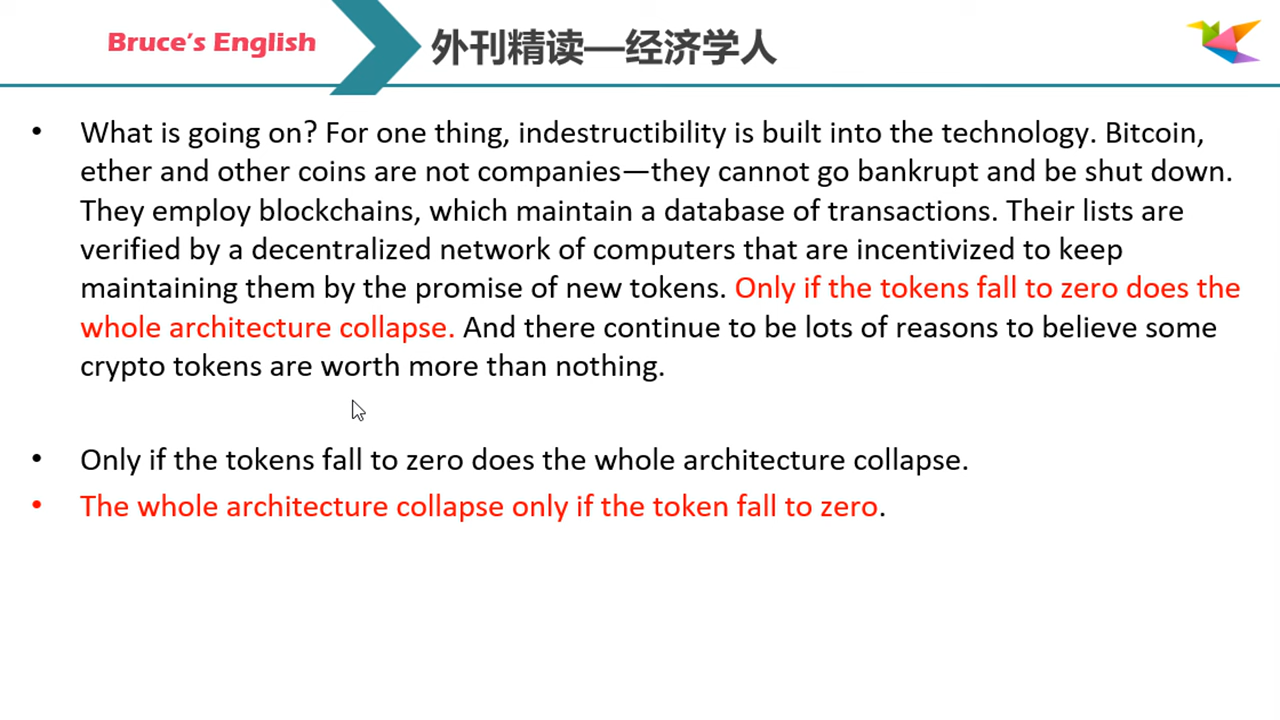 Bruce's English
外刊精读—经济学人
• What is going on? For one thing, indestructibility is built into the technology. Bitcoin,
ether and other coins are not companies—they cannot go bankrupt and be shut down.
They employ blockchains, which maintain a database of transactions. Their lists are
verified by a decentralized network of computers that are incentivized to keep
maintaining them by the promise of new tokens. Only if the tokens fall to zero does the
whole architecture collapse. And there continue to be lots of reasons to believe some
crypto tokens are worth more than nothing.
• Only if the tokens fall to zero does the whole architecture collapse.
• The whole architecture collapse only if the token fall to zero.